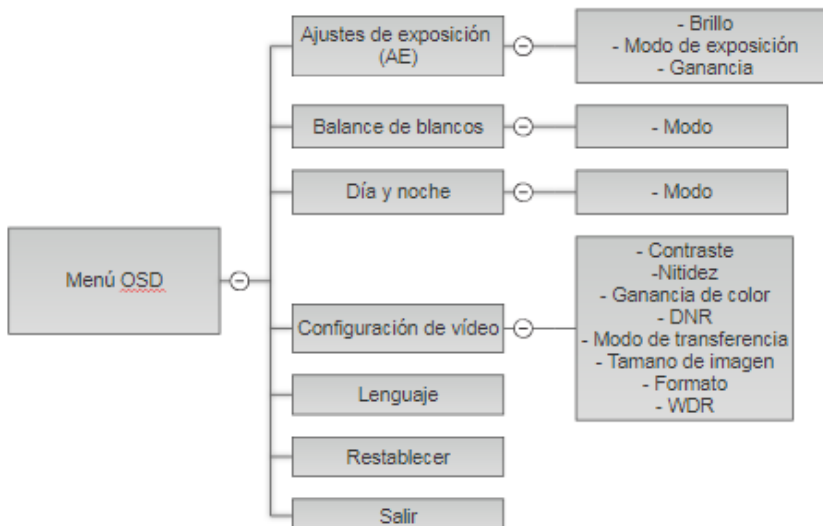 Menú OSD
Ajustes de exposición
(AE)
- Brillo
- Modo de exposición
- Ganancia
Balance de blancos
- Modo
Día y noche
- Modo
Configuración de vídeo
- Contraste
-Nitidez
- Ganancia de color
- DNR
- Modo de transferencia
- Tamano de imagen
- Formato
- WDR
Lenguaje
Restablecer
Salir